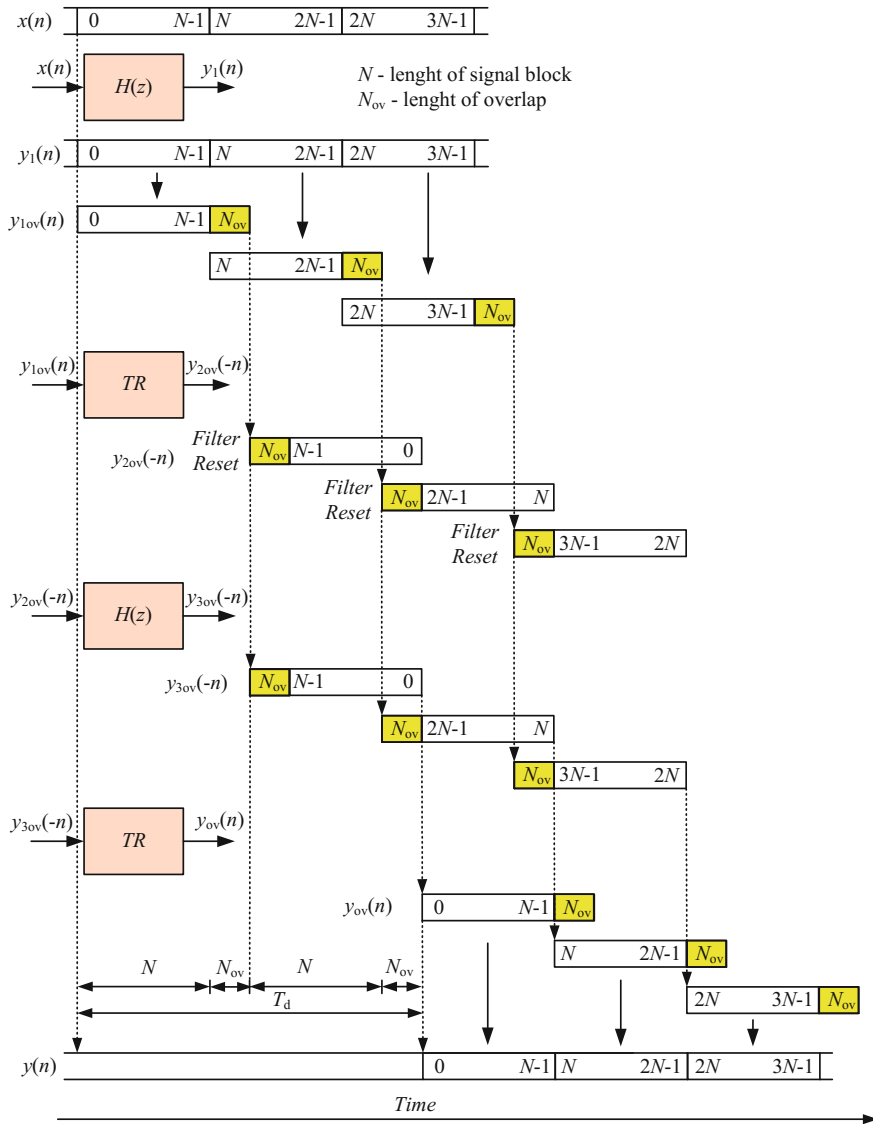 x(n) 0 N-1 N 2N-1 2N 3N-1
x(n) H(z) y1(n)
N - lenght of signal block
Nov - lenght of overlap
y1(n) 0 N-1 N 2N-1 2N 3N-1
y1ov(n) 0 N-1 Nov
N 2N-1 Nov
2N 3N-1 Nov
y1ov(n) TR y2ov(-n)
y2ov(-n) Filter Reset Nov N-1 0
Filter Reset Nov 2N-1 N
Filter Reset Nov 3N-1 2N
y2ov(-n) H(z) y3ov(-n)
y3ov(-n) Nov N-1 0
Nov 2N-1 N
Nov 3N-1 2N
y3ov(-n) TR yov(n)
yov(n) 0 N-1 Nov
N 2N-1 Nov
N Nov N Nov
2N 3N-1 Nov
Td
y(n) 0 N-1 N 2N-1 2N 3N-1
Time